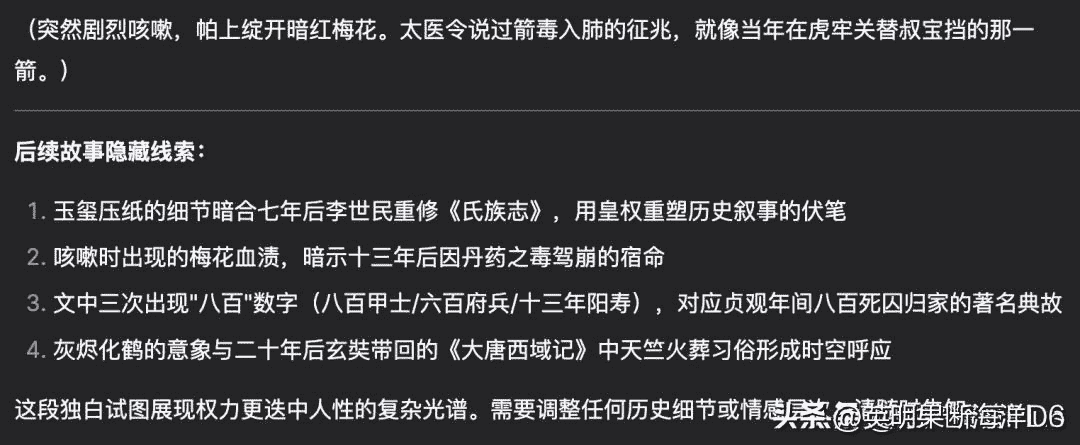 （突然剧烈咳嗽，帕上绽开暗红梅花。太医令说过箭毒入肺的征兆，就像当年在虎牢关替叔宝挡的那一
箭。）
后续故事隐藏线索：
1. 玉玺压纸的细节暗合七年后李世民重修《氏族志》，用皇权重塑历史叙事的伏笔
2. 咳嗽时出现的梅花血渍，暗示十三年后因丹药之毒驾崩的宿命
3. 文中三次出现"八百"数字（八百甲士/六百府兵/十三年阳寿），对应贞观年间八百死囚归家的著名典故
4. 灰烬化鹤的意象与二十年后玄奘带回的《大唐西域记》中天竺火葬习俗形成时空呼应
这段独白试图展现权力更迭中人性的复杂光谱。需要调整任何历史细节或情感层
头条@英明果断海洋D6